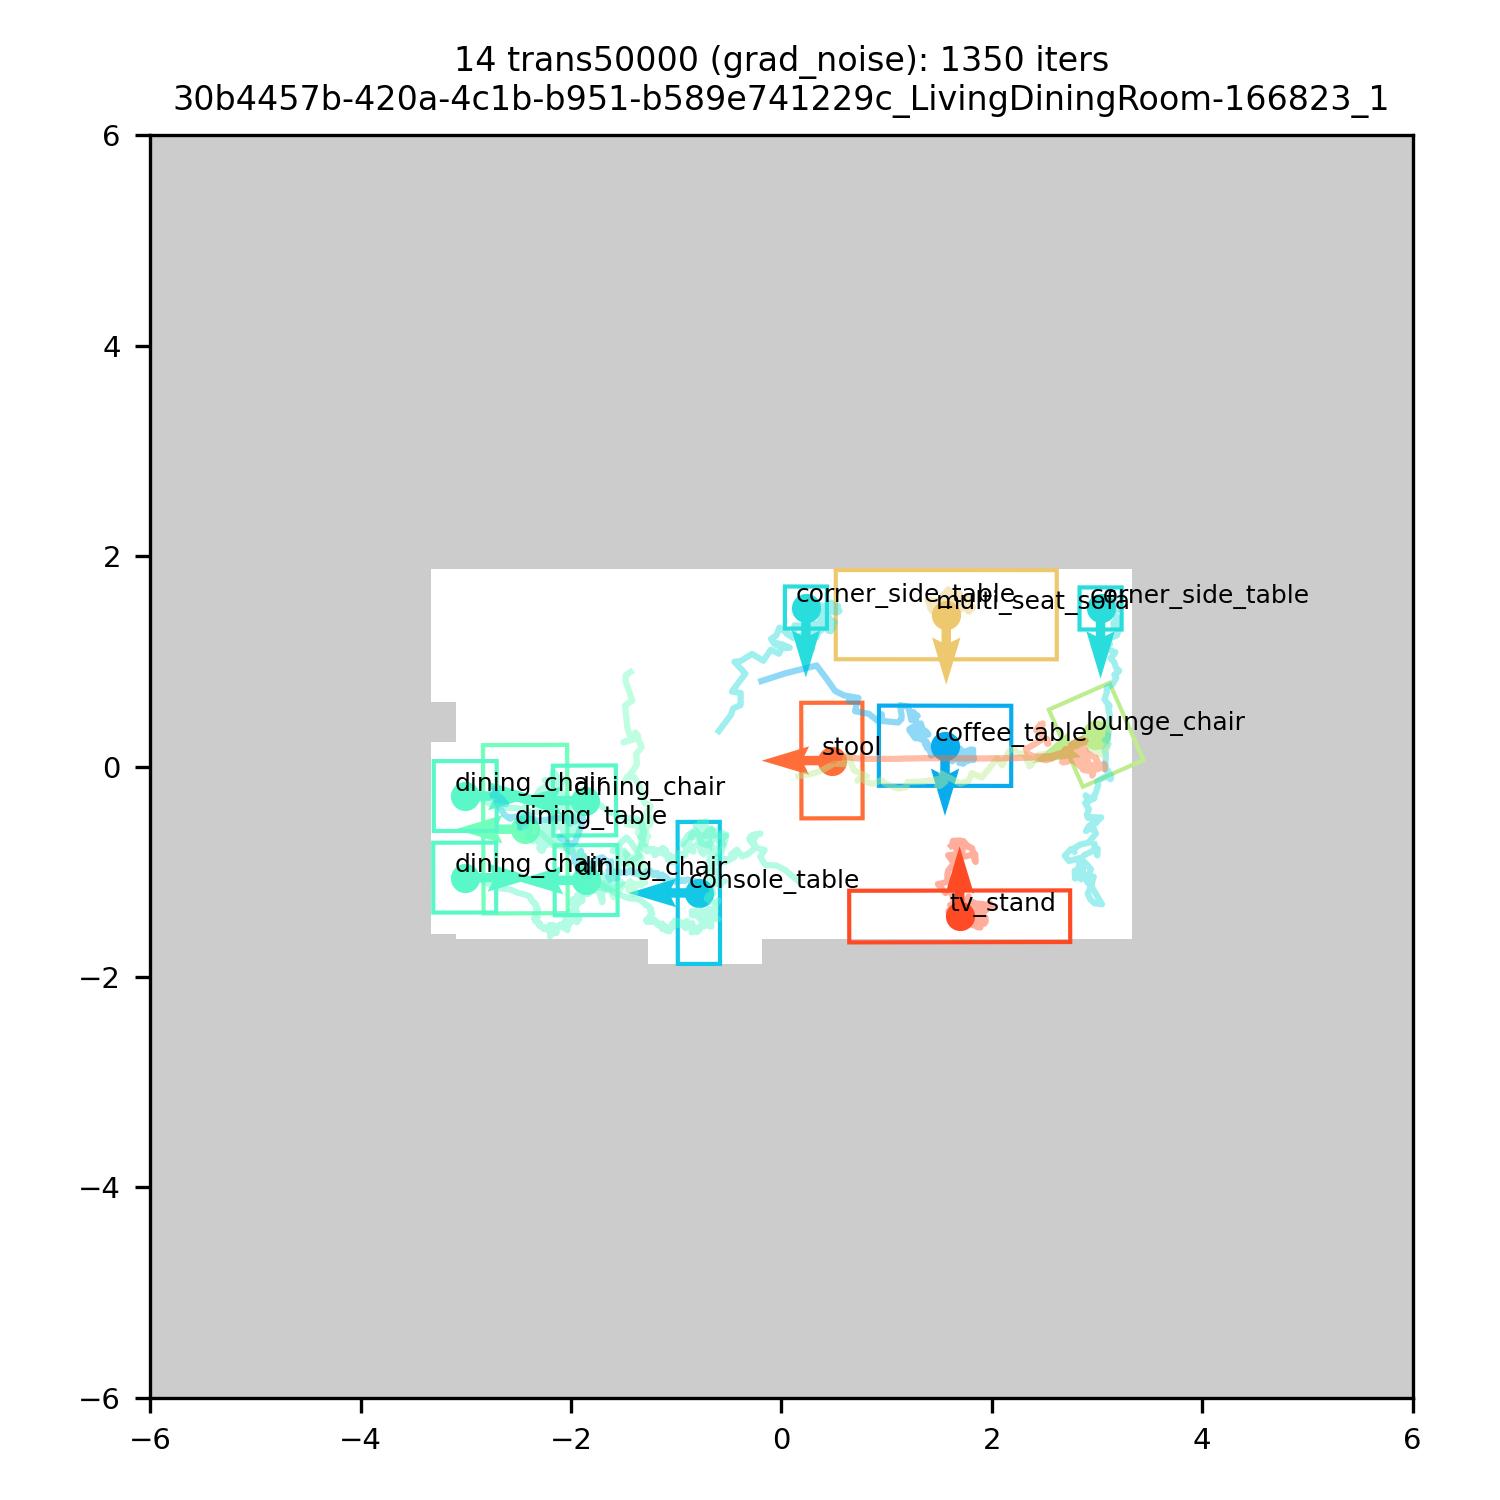 14 trans50000 (grad_noise): 1350 iters
30b4457b-420a-4c1b-b951-b589e741229c_LivingDiningRoom-166823_1
6
4
2
0
−2
−4
−6
corner_side_table
multi_seat_sofa
corner_side_table
lounge_chair
coffee_table
stool
dining_chair
dining_chair
dining_table
dining_chair
dining_chair
console_table
tv_stand
−6
−4
−2
0
2
4
6